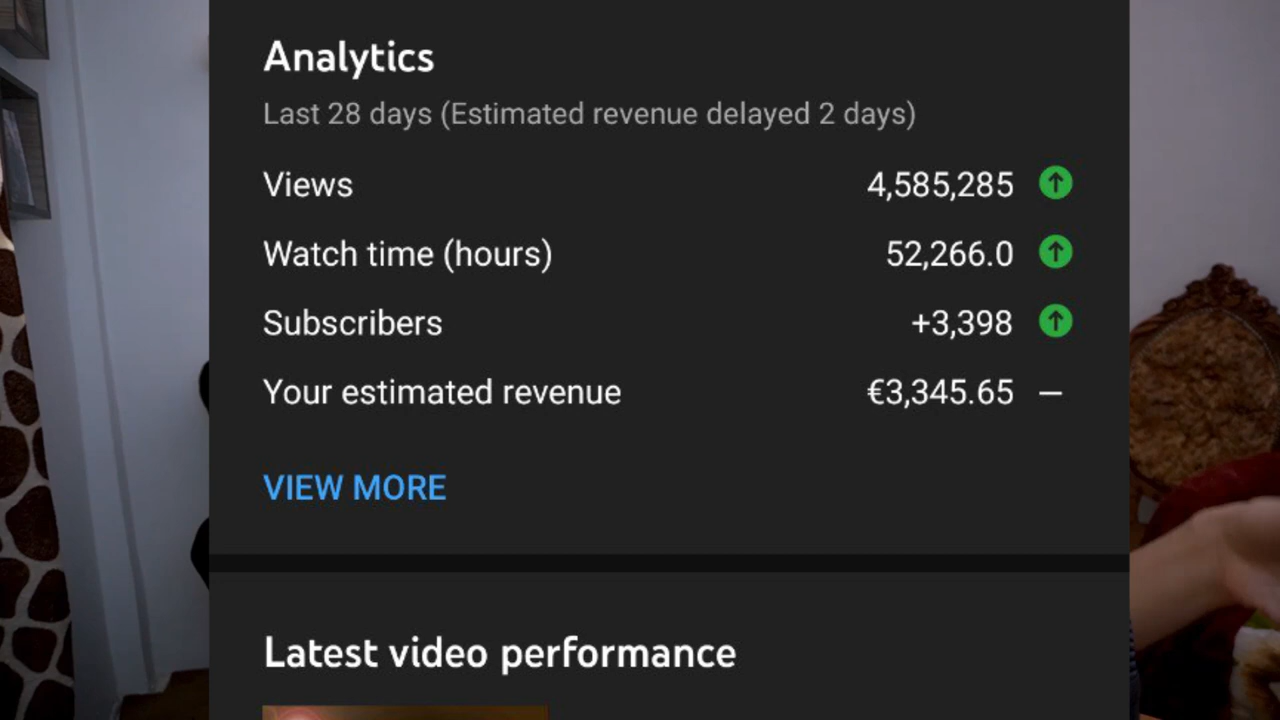 Analytics
Last 28 days (Estimated revenue delayed 2 days)
Views 4,585,285
Watch time (hours) 52,266.0
Subscribers +3,398
Your estimated revenue €3,345.65 —
VIEW MORE
Latest video performance